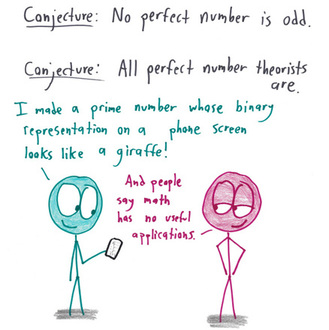 Conjecture: No perfect number is odd.
Conjecture: All perfect number theorists
are.
I made a prime number whose binary
representation on a phone screen
looks like a giraffe!
And people
say math
has no useful
applications.